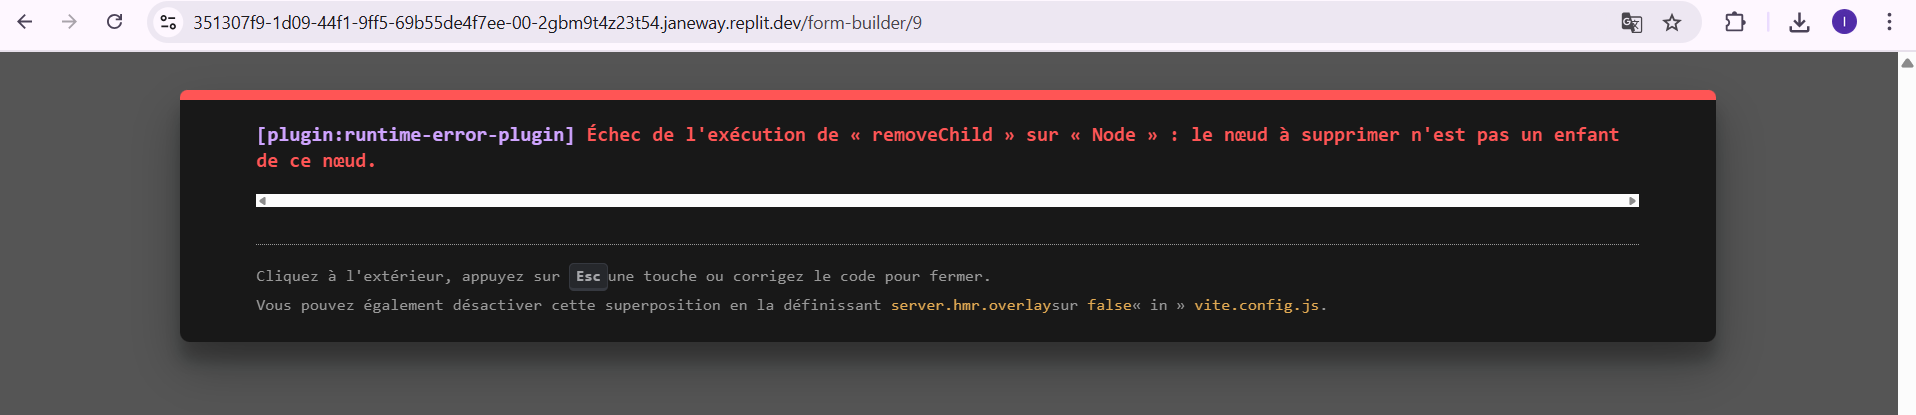 351307f9-1d09-44f1-9ff5-69b55de4f7ee-00-2gbm9t4z23t54.janeway.replit.dev/form-builder/9
I
[plugin:runtime-error-plugin] Échec de l'exécution de « removeChild » sur « Node » : le nœud à supprimer n'est pas un enfant
de ce nœud.
Cliquez à l'extérieur, appuyez sur Esc une touche ou corrigez le code pour fermer.
Vous pouvez également désactiver cette superposition en la définissant server.hmr.overlaysur false« in » vite.config.js.